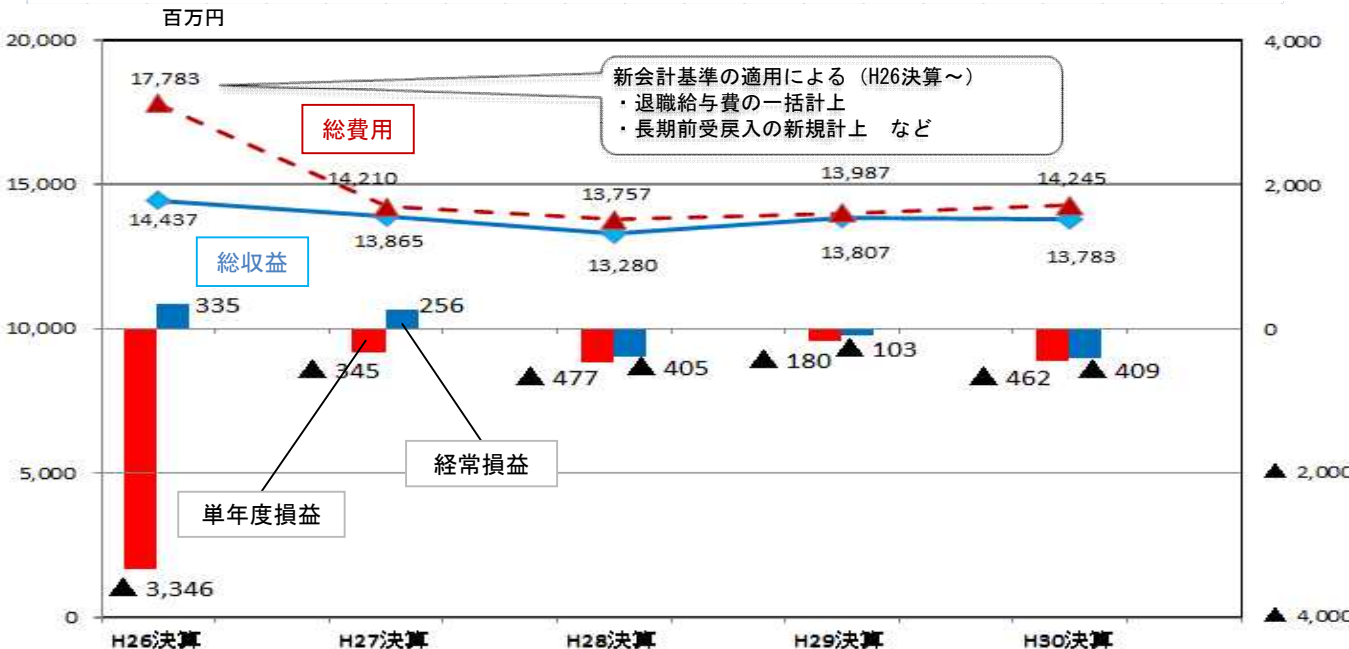 百万円
20,000
4,000
17,783
新会計基準の適用による（H26決算～）
・退職給与費の一括計上
・長期前受戻入の新規計上　など
総費用
15,000
2,000
14,210
13,757
13,987
14,245
14,437
13,865
13,280
13,807
13,783
総収益
335
256
10,000
0
▲ 345
▲ 477
▲ 405
▲ 180
▲ 103
▲ 462
▲ 409
経常損益
5,000
▲ 2,000
単年度損益
▲ 3,346
0
▲ 4,000
H26決算
H27決算
H28決算
H29決算
H30決算